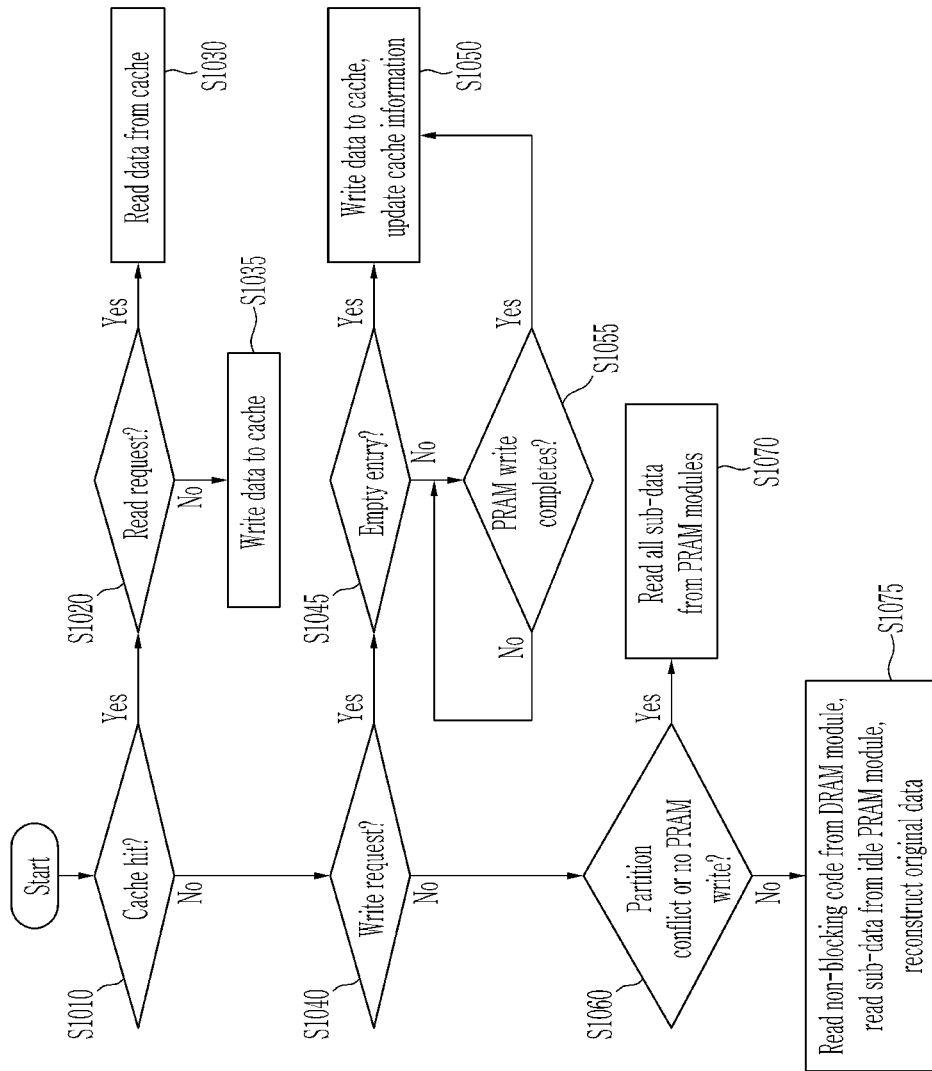 Start
S1010
Cache hit?
Yes
No
S1020
Read request?
Yes
No
Read data from cache
S1030
Write data to cache
S1035
S1040
Write request?
Yes
No
S1045
Empty entry?
Yes
No
Write data to cache,
update cache information
S1050
PRAM write
completes?
Yes
No
S1055
S1060
Partition
conflict or no PRAM
write?
Yes
No
Read all sub-data
from PRAM modules
S1070
Read non-blocking code from DRAM module,
read sub-data from idle PRAM module,
reconstruct original data
S1075